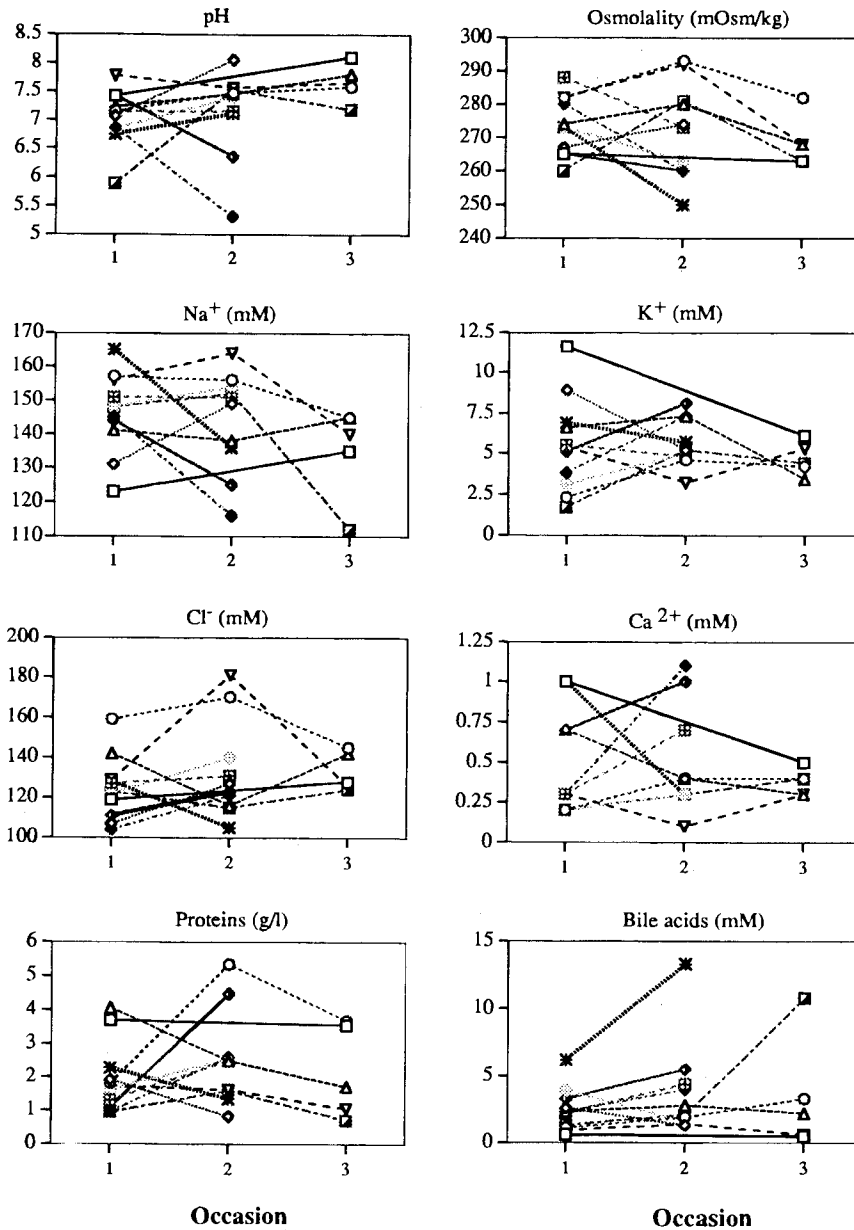 pH
8.5
8
7.5
7
6.5
6
5.5
5
1 2 3
Osmolality (mOsm/kg)
300
290
280
270
260
250
240
1 2 3
Na⁺ (mM)
170
160
150
140
130
120
110
1 2 3
K⁺ (mM)
12.5
10
7.5
5
2.5
0
1 2 3
Cl⁻ (mM)
200
180
160
140
120
100
1 2 3
Ca ²⁺ (mM)
1.25
1
0.75
0.5
0.25
0
1 2 3
Proteins (g/l)
6
5
4
3
2
1
0
1 2 3
Occasion
Bile acids (mM)
15
10
5
0
1 2 3
Occasion